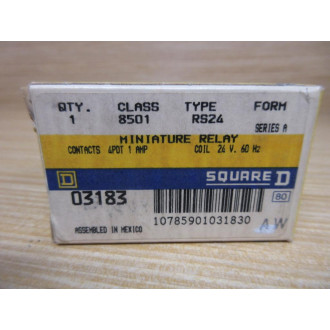 QTY. CLASS TYPE FORM
1 8501 RS24
SERIES A
MINIATURE RELAY
CONTACTS 4PDT 1 AMP COIL 24 V. 60 Hz
D SQUARE D
03183
80
10785901031830
ASSEMBLED IN MEXICO
A.W